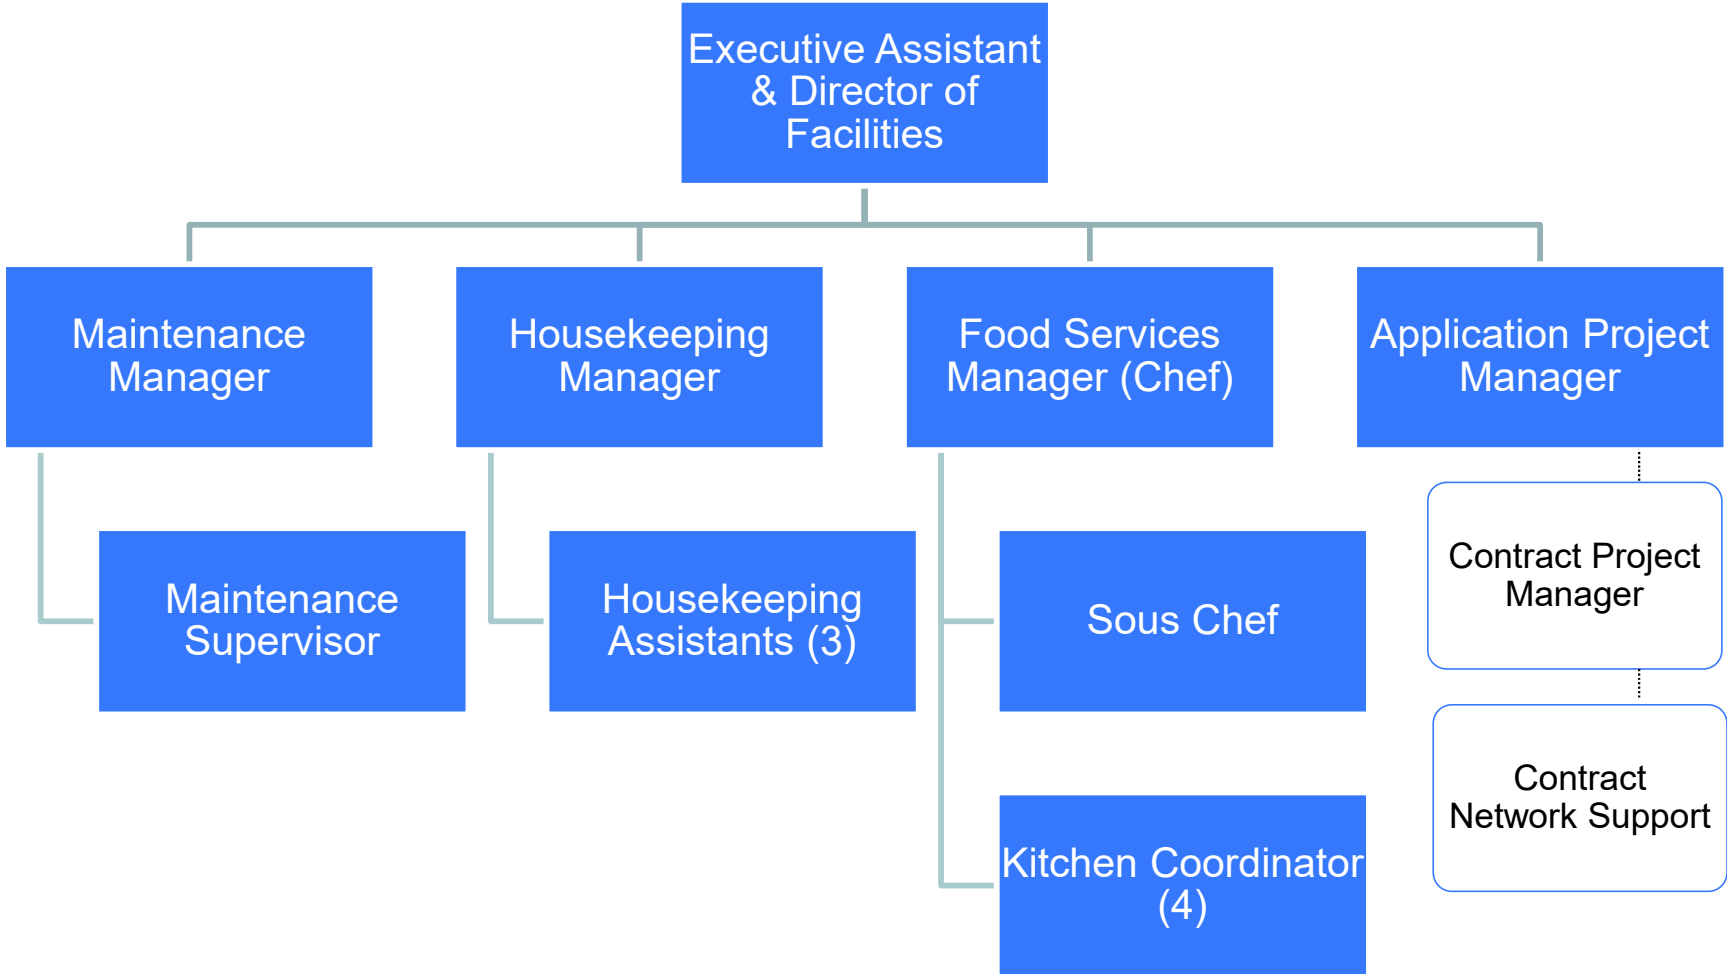 Executive Assistant
& Director of
Facilities
Maintenance
Manager
Housekeeping
Manager
Food Services
Manager (Chef)
Application Project
Manager
Maintenance
Supervisor
Housekeeping
Assistants (3)
Sous Chef
Contract Project
Manager
Contract
Network Support
Kitchen Coordinator
(4)